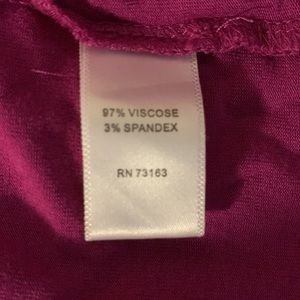 97% VISCOSE
3% SPANDEX
RN 73163